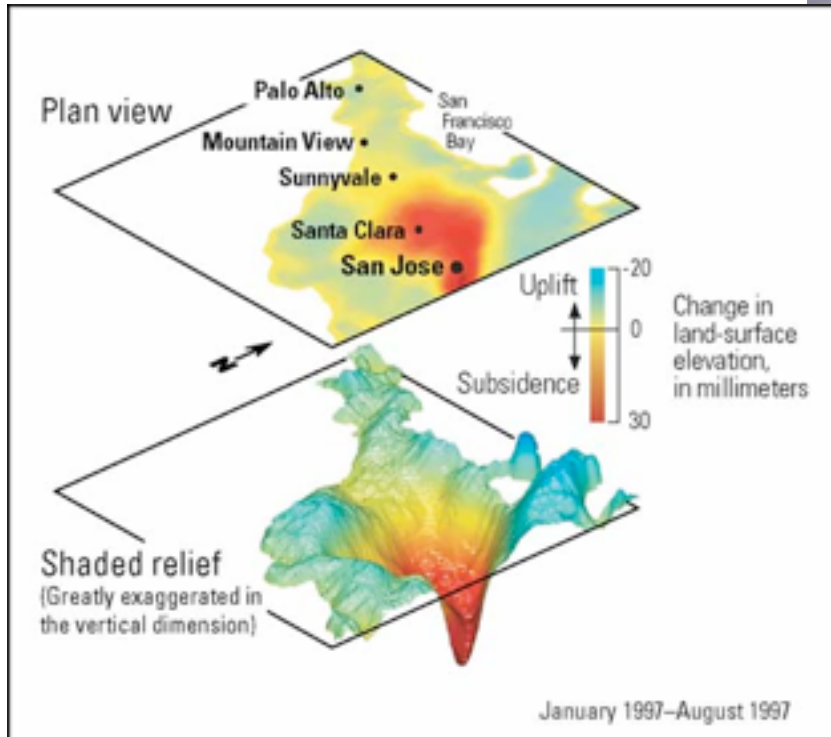 Plan view
Palo Alto
Mountain View
Sunnyvale
Santa Clara
San Jose
San
Francisco
Bay
Uplift
Subsidence
-20
0
30
Change in
land-surface
elevation,
in millimeters
N
Shaded relief
(Greatly exaggerated in
the vertical dimension)
January 1997–August 1997